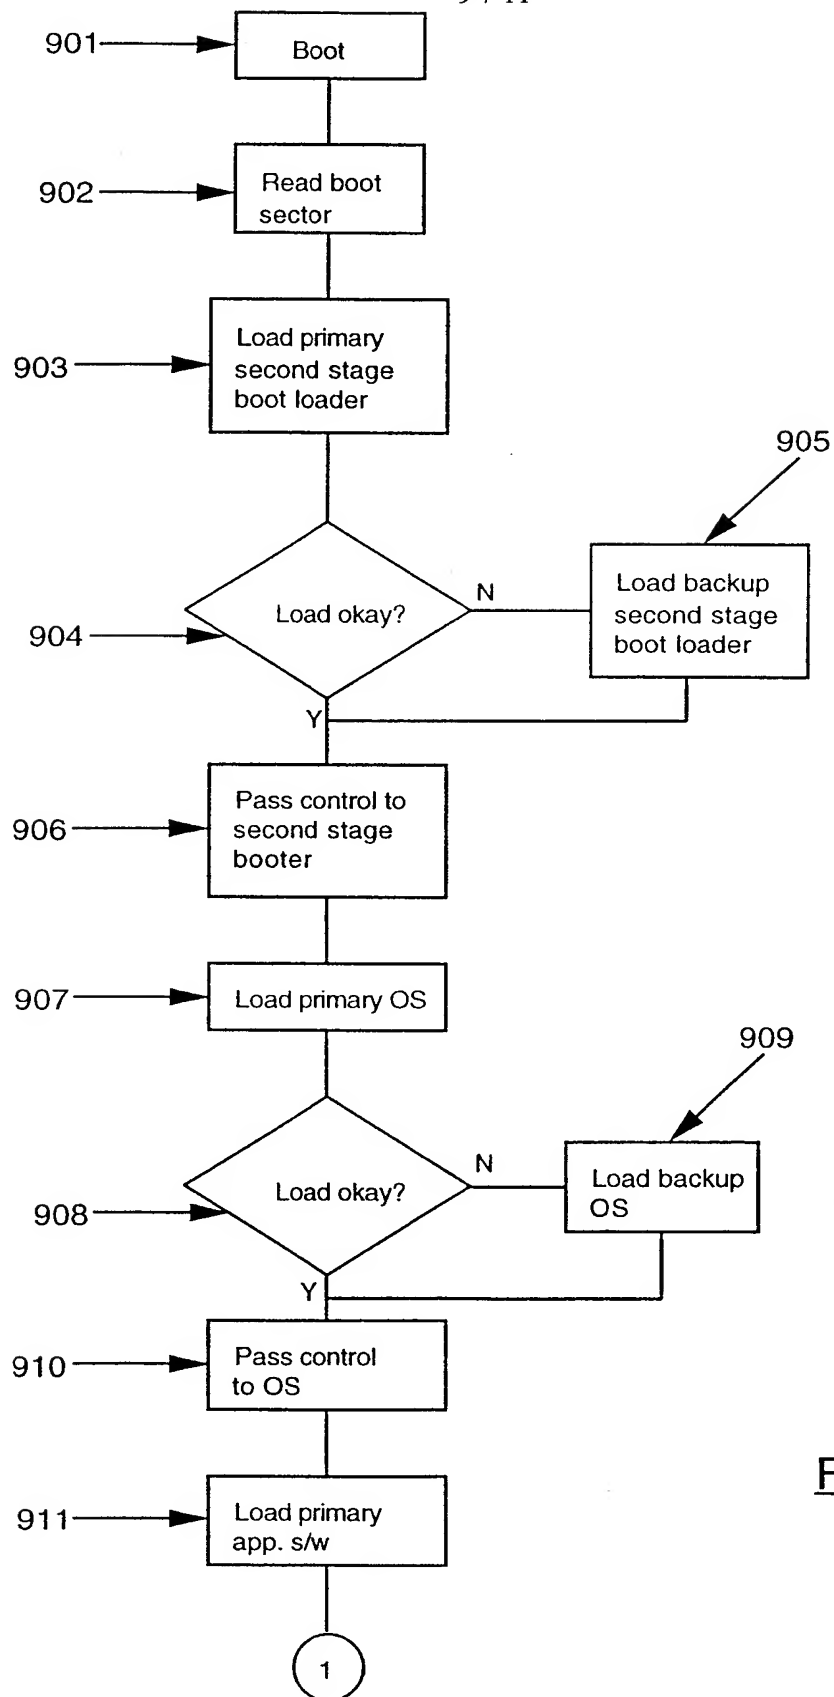 901
Boot
902
Read boot
sector
903
Load primary
second stage
boot loader
905
904
Load okay?
N
Load backup
second stage
boot loader
Y
906
Pass control to
second stage
booter
907
Load primary OS
909
908
Load okay?
N
Load backup
OS
Y
910
Pass control
to OS
911
Load primary
app. s/w
1